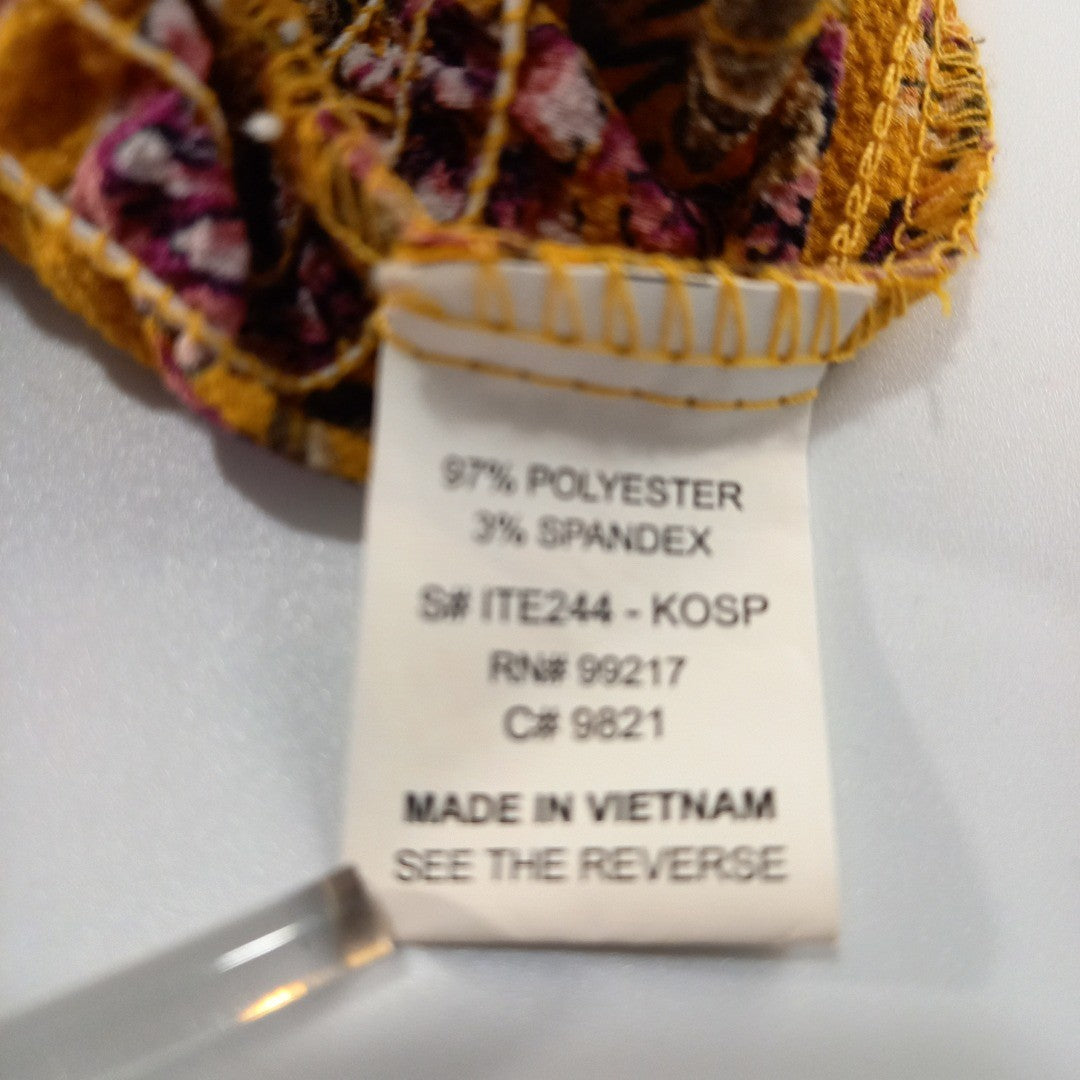 97% POLYESTER
3% SPANDEX
S# ITE244 - KOSP
RN# 99217
C# 9821
MADE IN VIETNAM
SEE THE REVERSE